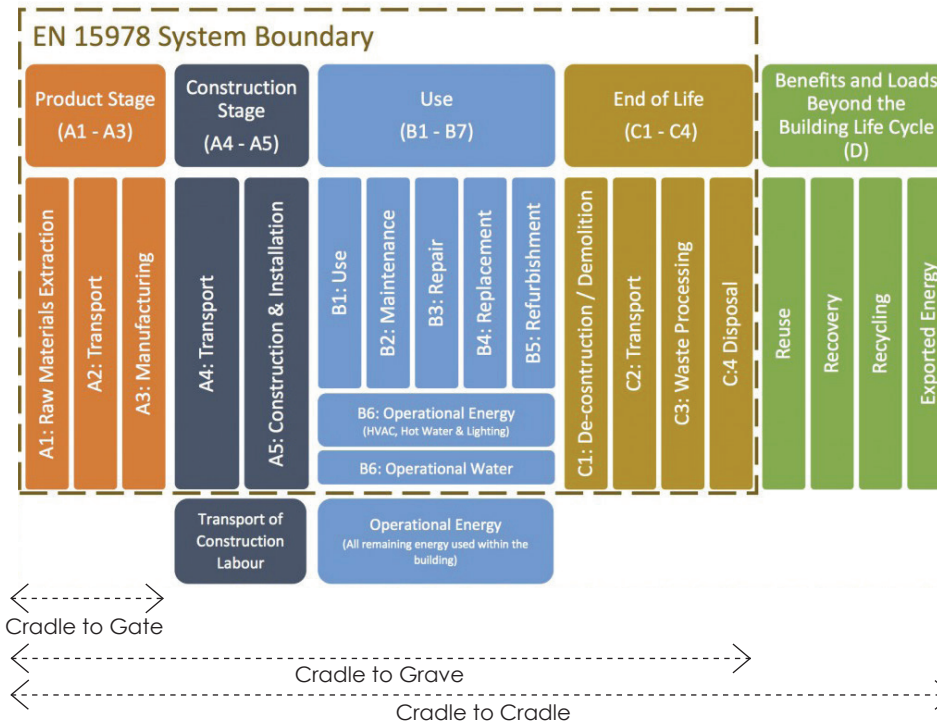 EN 15978 System Boundary
Product Stage
(A1 - A3)
Construction
Stage
(A4 - A5)
Use
(B1 - B7)
End of Life
(C1 - C4)
Benefits and Loads
Beyond the
Building Life Cycle
(D)
A1: Raw Materials Extraction
A2: Transport
A3: Manufacturing
A4: Transport
A5: Construction & Installation
B1: Use
B2: Maintenance
B3: Repair
B4: Replacement
B5: Refurbishment
B6: Operational Energy
(HVAC, Hot Water & Lighting)
B6: Operational Water
C1: De-cosntruction / Demolition
C2: Transport
C3: Waste Processing
C:4 Disposal
Reuse
Recovery
Recycling
Exported Energy
Transport of
Construction
Labour
Operational Energy
(All remaining energy used within the
building)
Cradle to Gate
Cradle to Grave
Cradle to Cradle